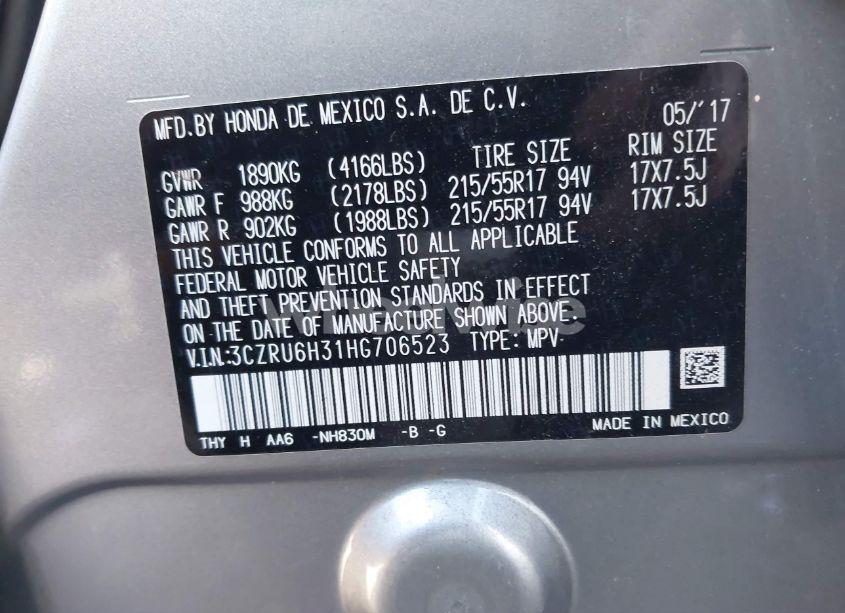 MFD.BY HONDA DE MEXICO S.A. DE C.V. 05/'17
GVWR 1890KG (4166LBS) TIRE SIZE RIM SIZE
GAWR F 988KG (2178LBS) 215/55R17 94V 17X7.5J
GAWR R 902KG (1988LBS) 215/55R17 94V 17X7.5J
THIS VEHICLE CONFORMS TO ALL APPLICABLE
FEDERAL MOTOR VEHICLE SAFETY
AND THEFT PREVENTION STANDARDS IN EFFECT
ON THE DATE OF MANUFACTURE SHOWN ABOVE.
V.I.N.:3CZRU6H31HG706523 TYPE: MPV
THY H AA6 -NH830M -B -G MADE IN MEXICO